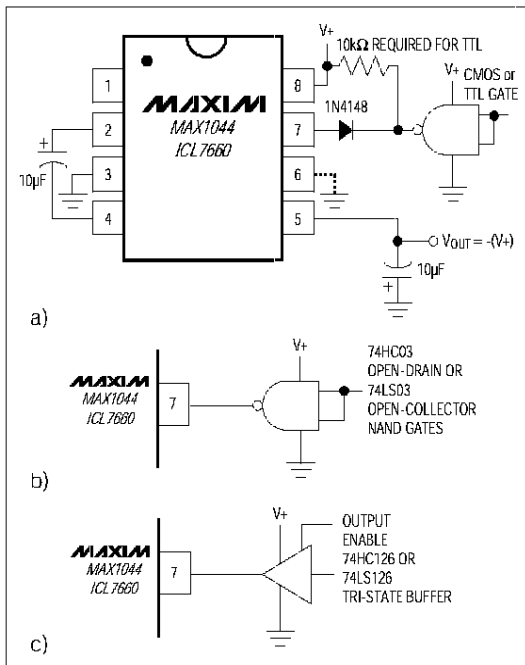 V+
10kΩ REQUIRED FOR TTL
V+
CMOS or
TTL GATE
1
8
MAXIM
MAX1044
ICL7660
1N4148
2
7
+
10µF
3
6
4
5
VOUT = -(V+)
10µF
+
a)
V+
74HC03
OPEN-DRAIN OR
74LS03
OPEN-COLLECTOR
NAND GATES
MAXIM
MAX1044
ICL7660
7
b)
V+
OUTPUT
ENABLE
74HC126 OR
74LS126
TRI-STATE BUFFER
MAXIM
MAX1044
ICL7660
7
c)